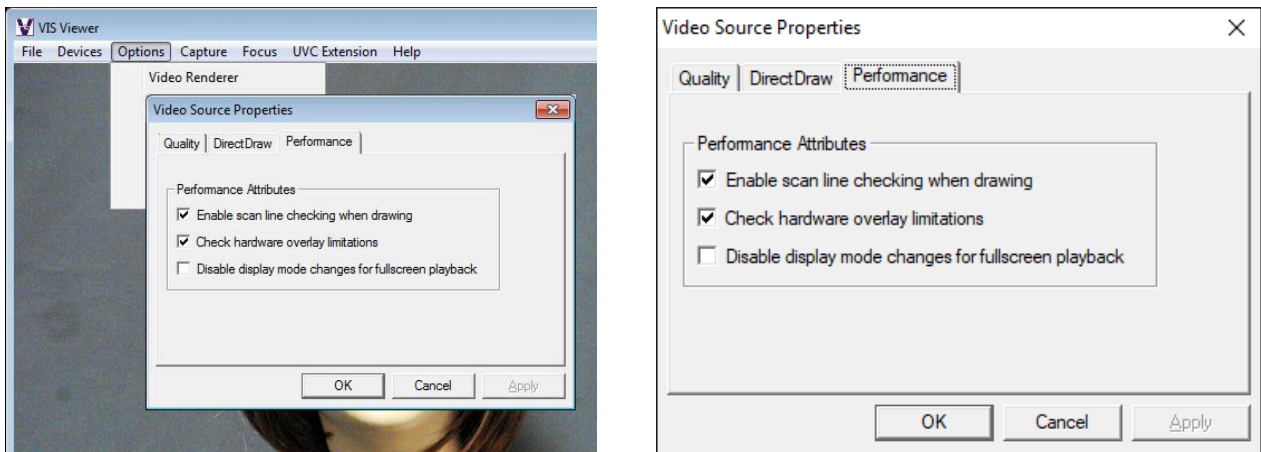 VIS Viewer
File Devices Options Capture Focus UVC Extension Help
Video Renderer
Video Source Properties
Quality DirectDraw Performance
Performance Attributes
Enable scan line checking when drawing
Check hardware overlay limitations
Disable display mode changes for fullscreen playback
OK Cancel Apply
Video Source Properties
Quality DirectDraw Performance
Performance Attributes
Enable scan line checking when drawing
Check hardware overlay limitations
Disable display mode changes for fullscreen playback
OK Cancel Apply